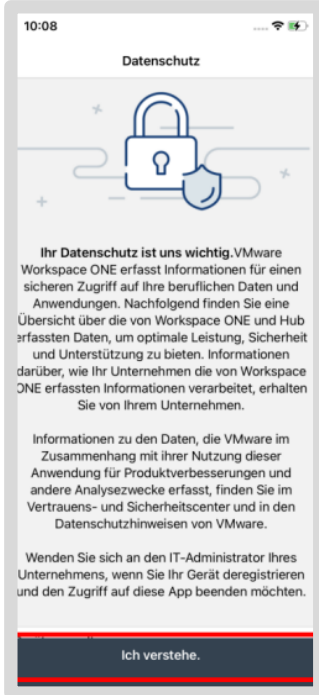 10:08
Datenschutz
Ihr Datenschutz ist uns wichtig.VMware
Workspace ONE erfasst Informationen für einen
sicheren Zugriff auf Ihre beruflichen Daten und
Anwendungen. Nachfolgend finden Sie eine
Übersicht über die von Workspace ONE und Hub
erfassten Daten, um optimale Leistung, Sicherheit
und Unterstützung zu bieten. Informationen
darüber, wie Ihr Unternehmen die von Workspace
ONE erfassten Informationen verarbeitet, erhalten
Sie von Ihrem Unternehmen.
Informationen zu den Daten, die VMware im
Zusammenhang mit ihrer Nutzung dieser
Anwendung für Produktverbesserungen und
andere Analysezwecke erfasst, finden Sie im
Vertrauens- und Sicherheitscenter und in den
Datenschutzhinweisen von VMware.
Wenden Sie sich an den IT-Administrator Ihres
Unternehmens, wenn Sie Ihr Gerät deregistrieren
und den Zugriff auf diese App beenden möchten.
Ich verstehe.